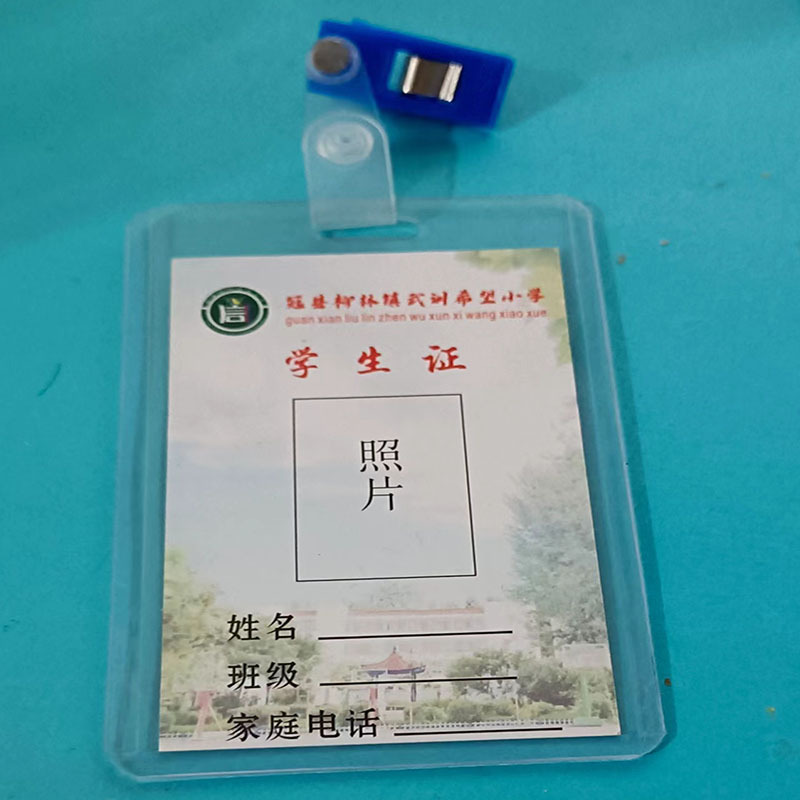 冠县柳林镇武训希望小学
guan xian liu lin zhen wu xun xi wang xiao xue
学生证
照片
姓名
班级
家庭电话
信